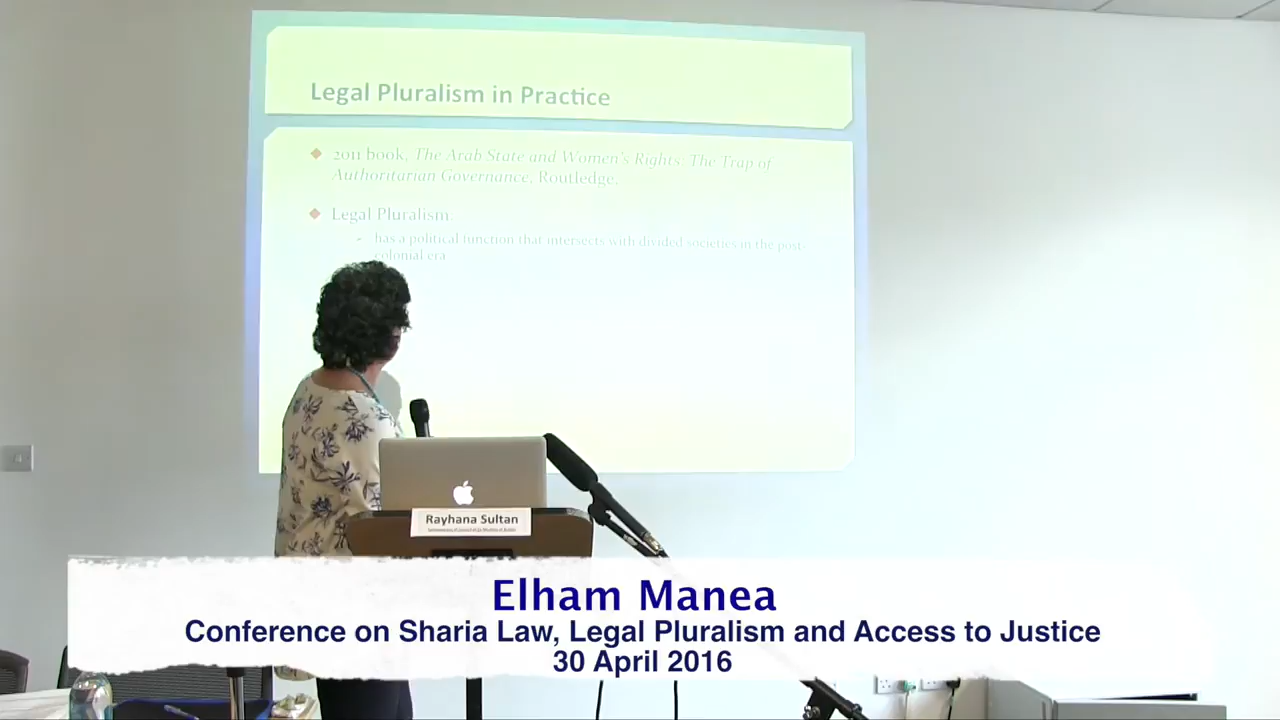 Legal Pluralism in Practice
2011 book, The Arab State and Women's Rights: The Trap of
Authoritarian Governance, Routledge.
Legal Pluralism:
has a political function that intersects with divided societies in the post-
colonial era
Rayhana Sultan
Elham Manea
Conference on Sharia Law, Legal Pluralism and Access to Justice
30 April 2016